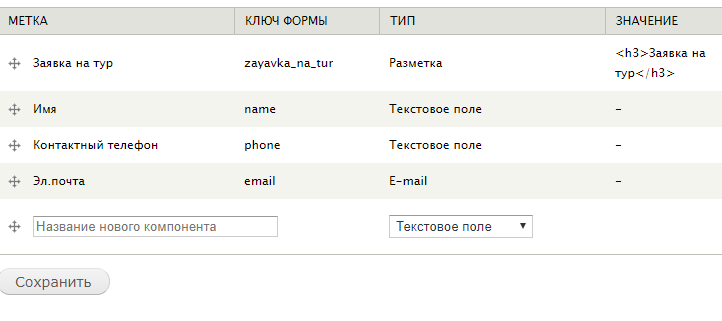 МЕТКА КЛЮЧ ФОРМЫ ТИП ЗНАЧЕНИЕ
Заявка на тур zayavka_na_tur Разметка <h3>Заявка на
тур</h3>
Имя name Текстовое поле –
Контактный телефон phone Текстовое поле –
Эл.почта email E-mail –
Название нового компонента Текстовое поле
Сохранить